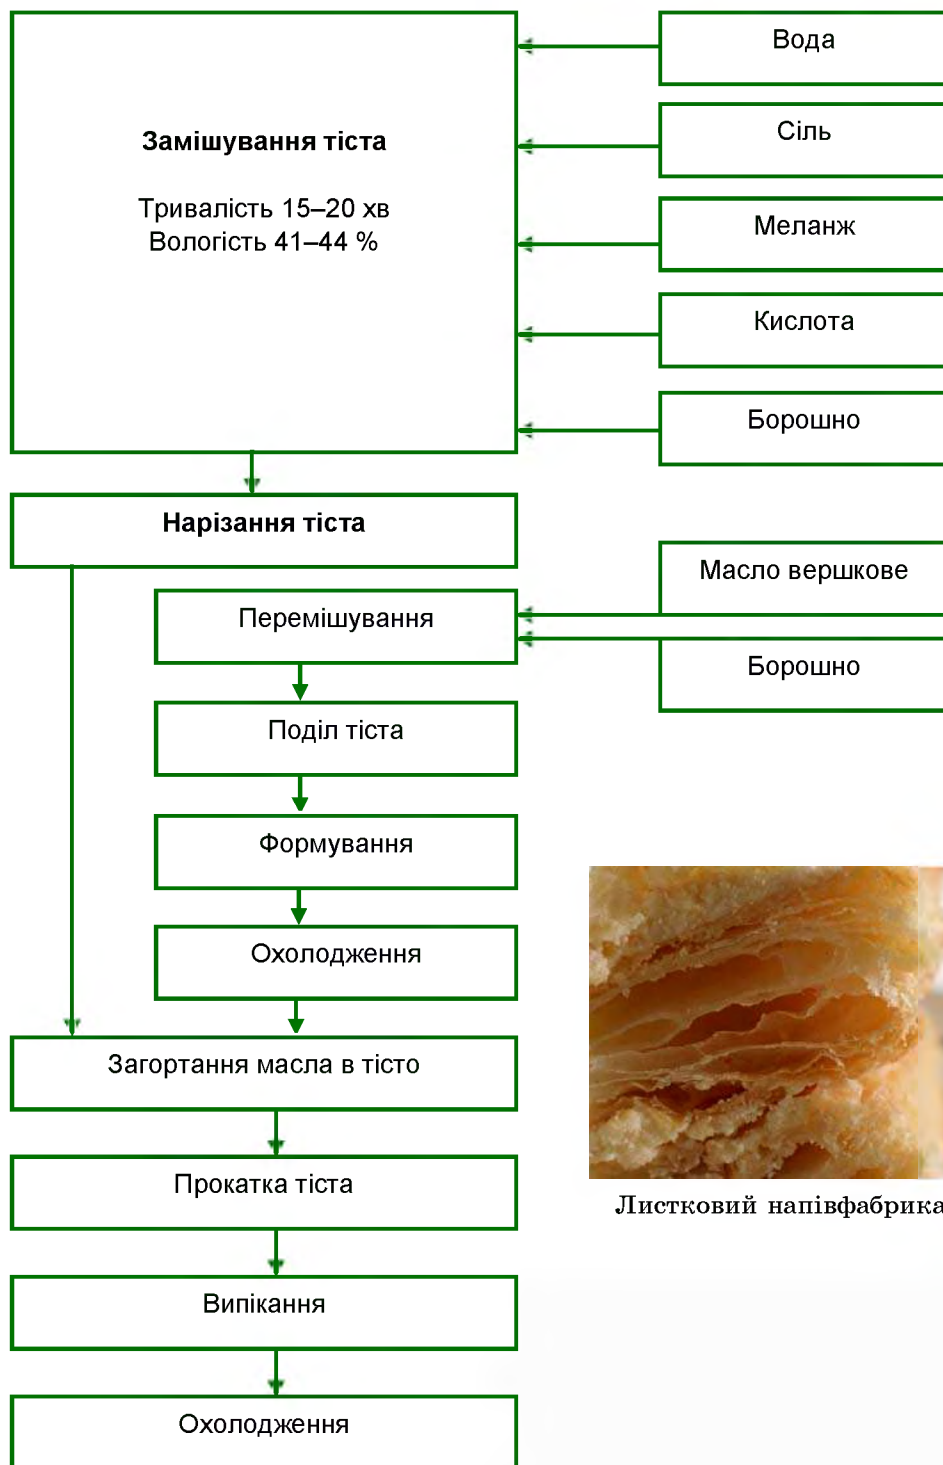 Замішування тіста
Тривалість 15–20 хв
Вологість 41–44 %
Вода
Сіль
Меланж
Кислота
Борошно
Нарізання тіста
Масло вершкове
Перемішування
Борошно
Поділ тіста
Формування
Охолодження
Загортання масла в тісто
Прокатка тіста
Листковий напівфабрика
Випікання
Охолодження